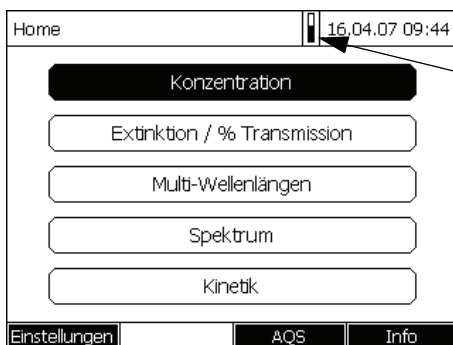 Home 16.04.07 09:44
Konzentration
Extinktion / % Transmission
Multi-Wellenlängen
Spektrum
Kinetik
Einstellungen AQS Info